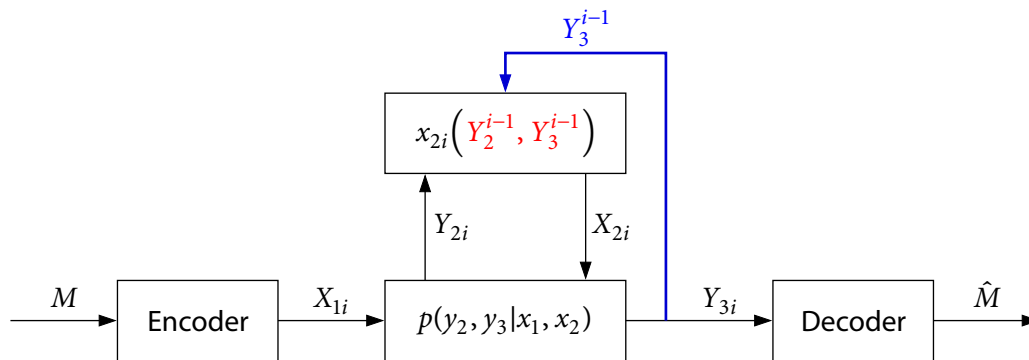 Y_3^{i-1}
x_{2i}(Y_2^{i-1}, Y_3^{i-1})
Y_{2i}
X_{2i}
M
Encoder
X_{1i}
p(y_2, y_3|x_1, x_2)
Y_{3i}
Decoder
\hat{M}